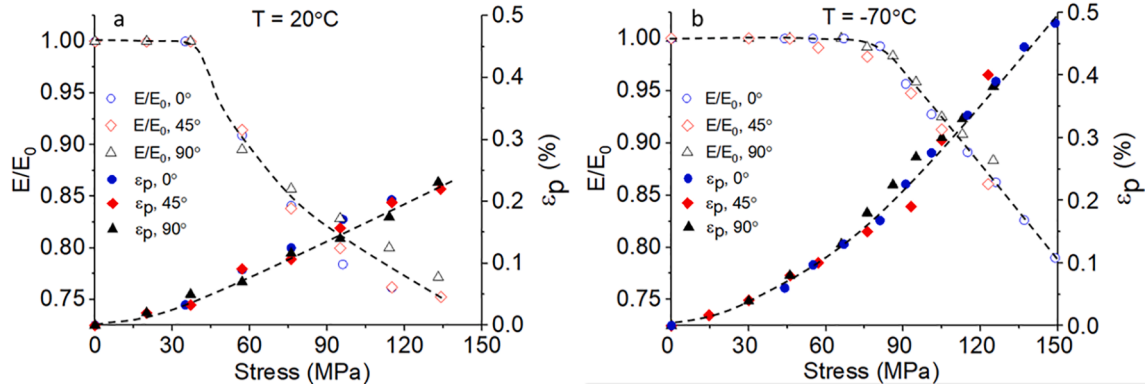 a
T = 20°C
E/E₀
1.00
0.95
0.90
0.85
0.80
0.75
E/E₀, 0°
E/E₀, 45°
E/E₀, 90°
εp, 0°
εp, 45°
εp, 90°
0.5
0.4
0.3
0.2
0.1
0.0
εp (%)
0 30 60 90 120 150
Stress (MPa)
b
T = -70°C
E/E₀
1.00
0.95
0.90
0.85
0.80
0.75
E/E₀, 0°
E/E₀, 45°
E/E₀, 90°
εp, 0°
εp, 45°
εp, 90°
0.5
0.4
0.3
0.2
0.1
0.0
εp (%)
0 30 60 90 120 150
Stress (MPa)